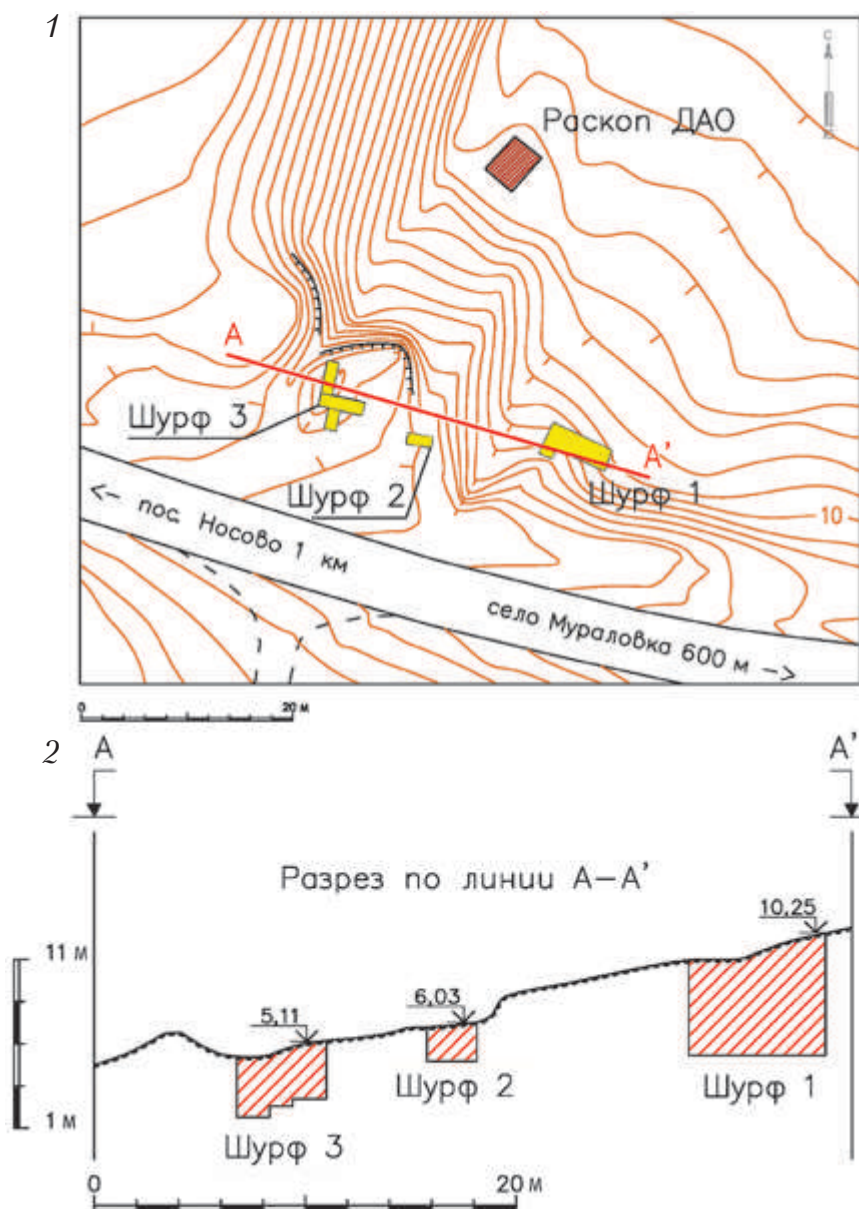 1
С
Раскоп ДАО
А
Шурф 3
А'
Шурф 2
Шурф 1
10
<- пос. Носово 1 км
село Мураловка 600 м ->
0 20 м
2
А А'
Разрез по линии А-А'
10,25
11 м
5,11
6,03
Шурф 2
Шурф 1
1 м
Шурф 3
0 20 м